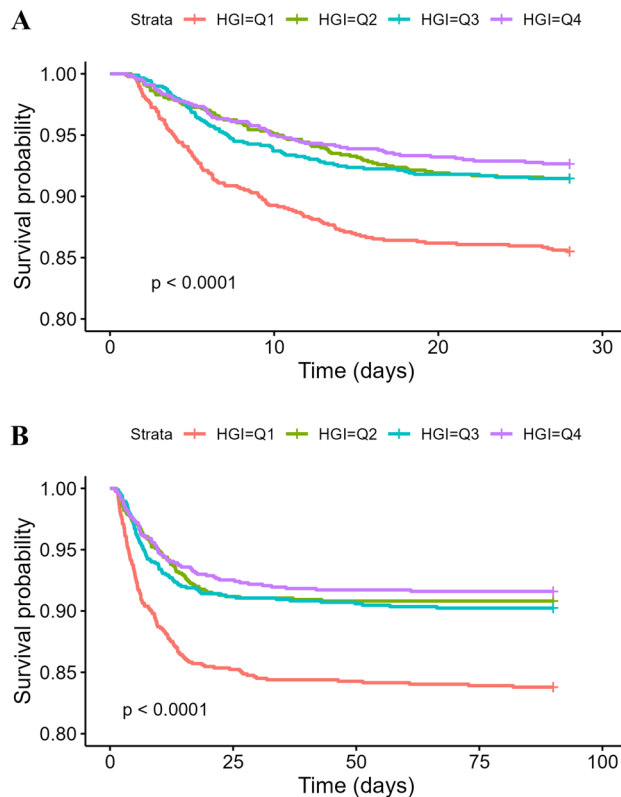 A
Strata HGI=Q1 HGI=Q2 HGI=Q3 HGI=Q4
1.00
0.95
0.90
0.85
0.80
Survival probability
p < 0.0001
0 10 20 30
Time (days)
B
Strata HGI=Q1 HGI=Q2 HGI=Q3 HGI=Q4
1.00
0.95
0.90
0.85
0.80
Survival probability
p < 0.0001
0 25 50 75 100
Time (days)